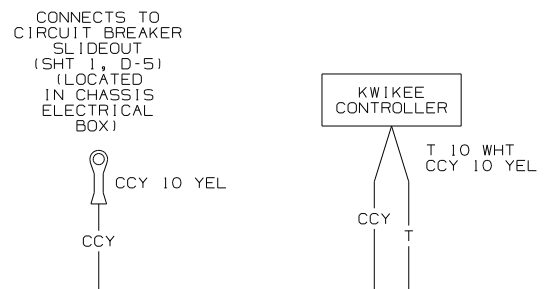 CONNECTS TO
CIRCUIT BREAKER
SLIDEOUT
(SHT 1, D-5)
(LOCATED
IN CHASSIS
ELECTRICAL
BOX)
CCY 10 YEL
CCY
KWIKEE
CONTROLLER
T 10 WHT
CCY 10 YEL
CCY
T